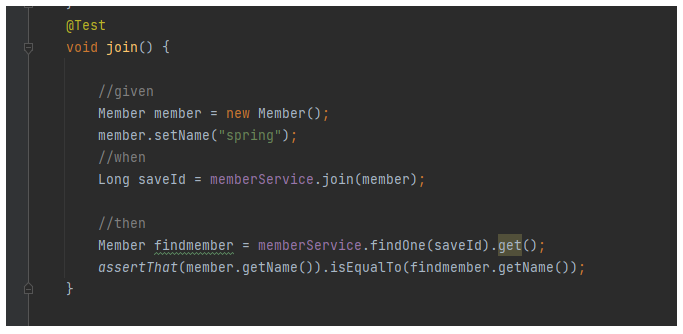 @Test
void join() {
//given
Member member = new Member();
member.setName("spring");
//when
Long saveId = memberService.join(member);
//then
Member findmember = memberService.findOne(saveId).get();
assertThat(member.getName()).isEqualTo(findmember.getName());
}